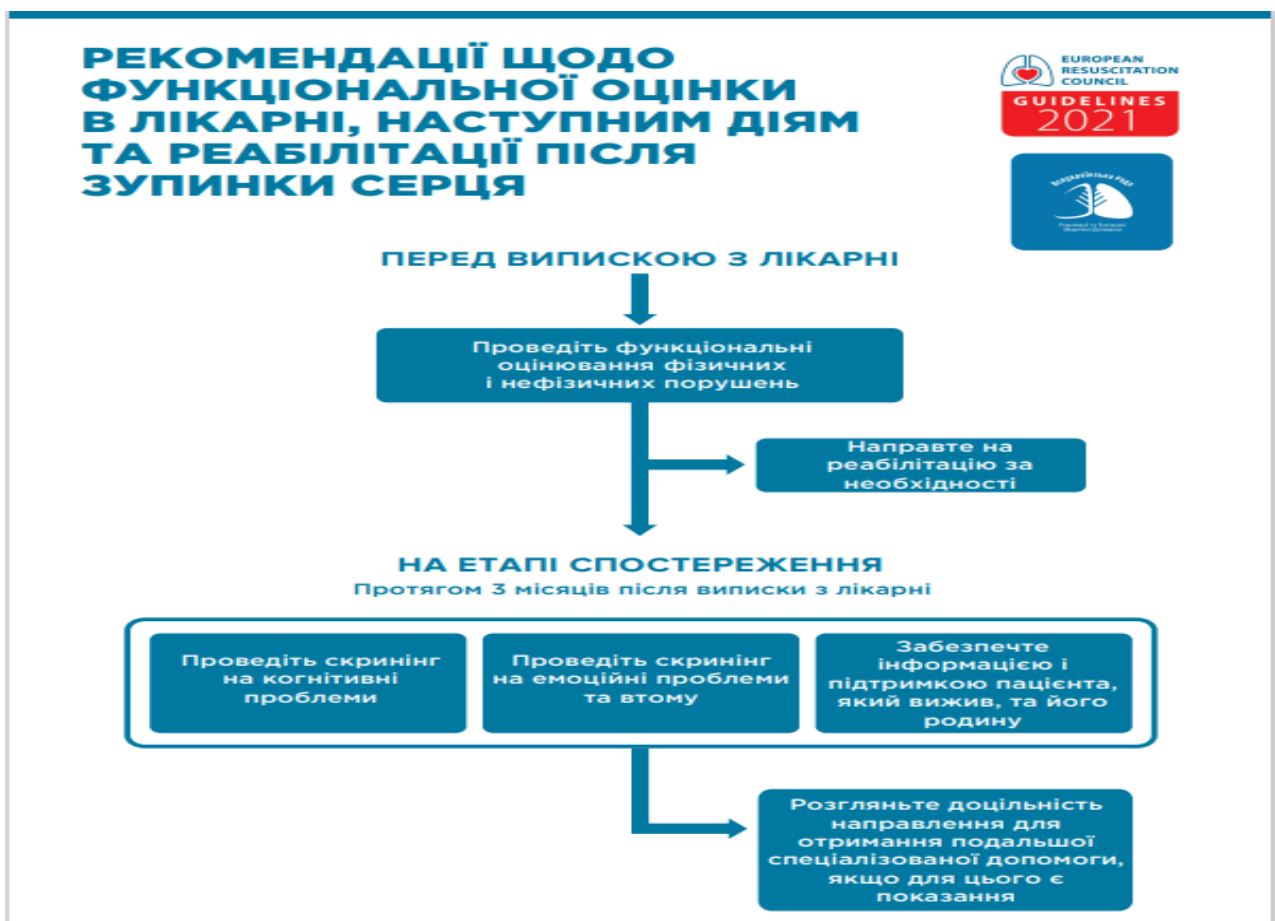 РЕКОМЕНДАЦІЇ ЩОДО
ФУНКЦІОНАЛЬНОЇ ОЦІНКИ
В ЛІКАРНІ, НАСТУПНИМ ДІЯМ
ТА РЕАБІЛІТАЦІЇ ПІСЛЯ
ЗУПИНКИ СЕРЦЯ
EUROPEAN
RESUSCITATION
COUNCIL
GUIDELINES
2021
ПЕРЕД ВИПИСКОЮ З ЛІКАРНІ
Проведіть функціональні
оцінювання фізичних
і нефізичних порушень
Направте на
реабілітацію за
необхідності
НА ЕТАПІ СПОСТЕРЕЖЕННЯ
Протягом 3 місяців після виписки з лікарні
Проведіть скринінг
на когнітивні
проблеми
Проведіть скринінг
на емоційні проблеми
та втому
Забезпечте
інформацією і
підтримкою пацієнта,
який вижив, та його
родину
Розгляньте доцільність
направлення для
отримання подальшої
спеціалізованої допомоги,
якщо для цього є
показання